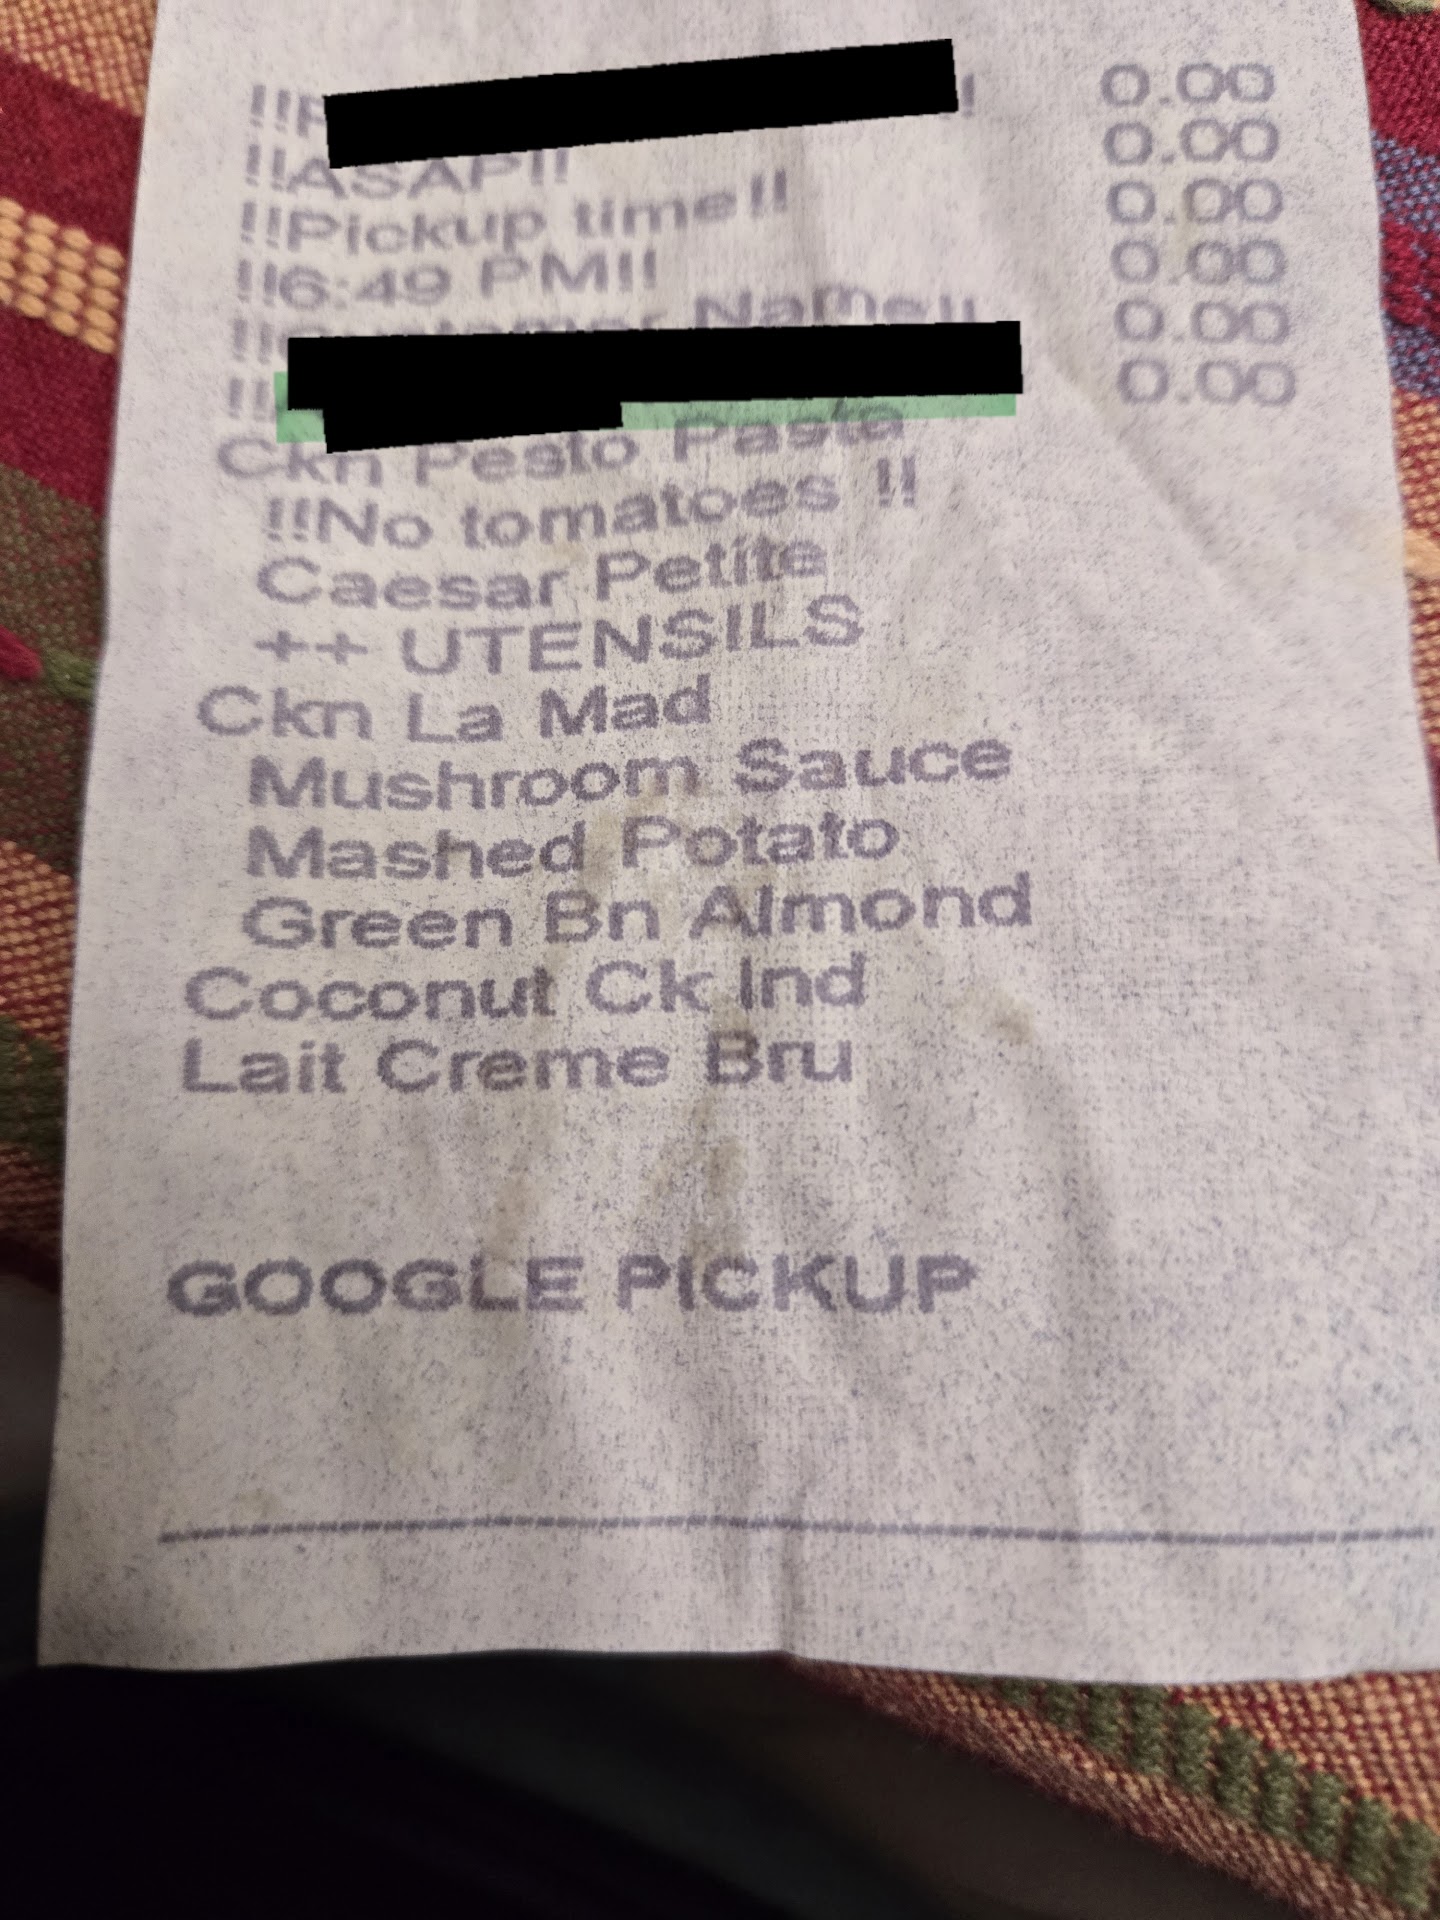 0.00
!!ASAP!! 0.00
!!Pickup time!! 0.00
!!6:49 PM!! 0.00
Name!! 0.00
!! 0.00
Ckn Pesto Pasta
!!No tomatoes !!
Caesar Petite
++ UTENSILS
Ckn La Mad
Mushroom Sauce
Mashed Potato
Green Bn Almond
Coconut Ck Ind
Lait Creme Bru
GOOGLE PICKUP